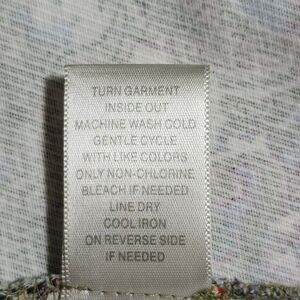 TURN GARMENT
INSIDE OUT
MACHINE WASH COLD
GENTLE CYCLE
WITH LIKE COLORS
ONLY NON-CHLORINE
BLEACH IF NEEDED
LINE DRY
COOL IRON
ON REVERSE SIDE
IF NEEDED